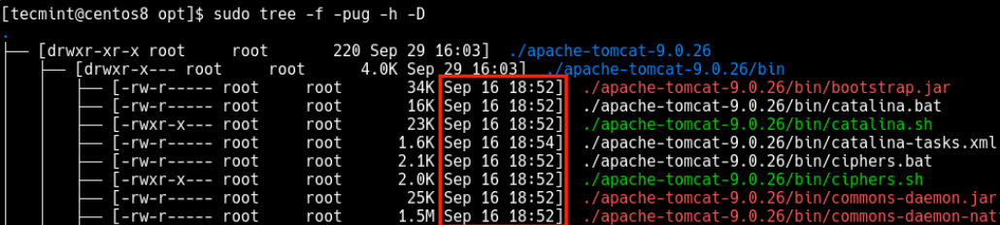 [tecmint@centos8 opt]$ sudo tree -f -pug -h -D
.
├── [drwxr-xr-x root     root      220 Sep 29 16:03]  ./apache-tomcat-9.0.26
│   ├── [drwxr-x--- root     root     4.0K Sep 29 16:03]  ./apache-tomcat-9.0.26/bin
│   │   ├── [-rw-r----- root     root      34K Sep 16 18:52]  ./apache-tomcat-9.0.26/bin/bootstrap.jar
│   │   ├── [-rw-r----- root     root      16K Sep 16 18:52]  ./apache-tomcat-9.0.26/bin/catalina.bat
│   │   ├── [-rwxr-x--- root     root      23K Sep 16 18:52]  ./apache-tomcat-9.0.26/bin/catalina.sh
│   │   ├── [-rw-r----- root     root     1.6K Sep 16 18:54]  ./apache-tomcat-9.0.26/bin/catalina-tasks.xml
│   │   ├── [-rw-r----- root     root     2.1K Sep 16 18:52]  ./apache-tomcat-9.0.26/bin/ciphers.bat
│   │   ├── [-rwxr-x--- root     root     2.0K Sep 16 18:52]  ./apache-tomcat-9.0.26/bin/ciphers.sh
│   │   ├── [-rw-r----- root     root      25K Sep 16 18:52]  ./apache-tomcat-9.0.26/bin/commons-daemon.jar
│   │   ├── [-rw-r----- root     root     1.5M Sep 16 18:52]  ./apache-tomcat-9.0.26/bin/commons-daemon-nat